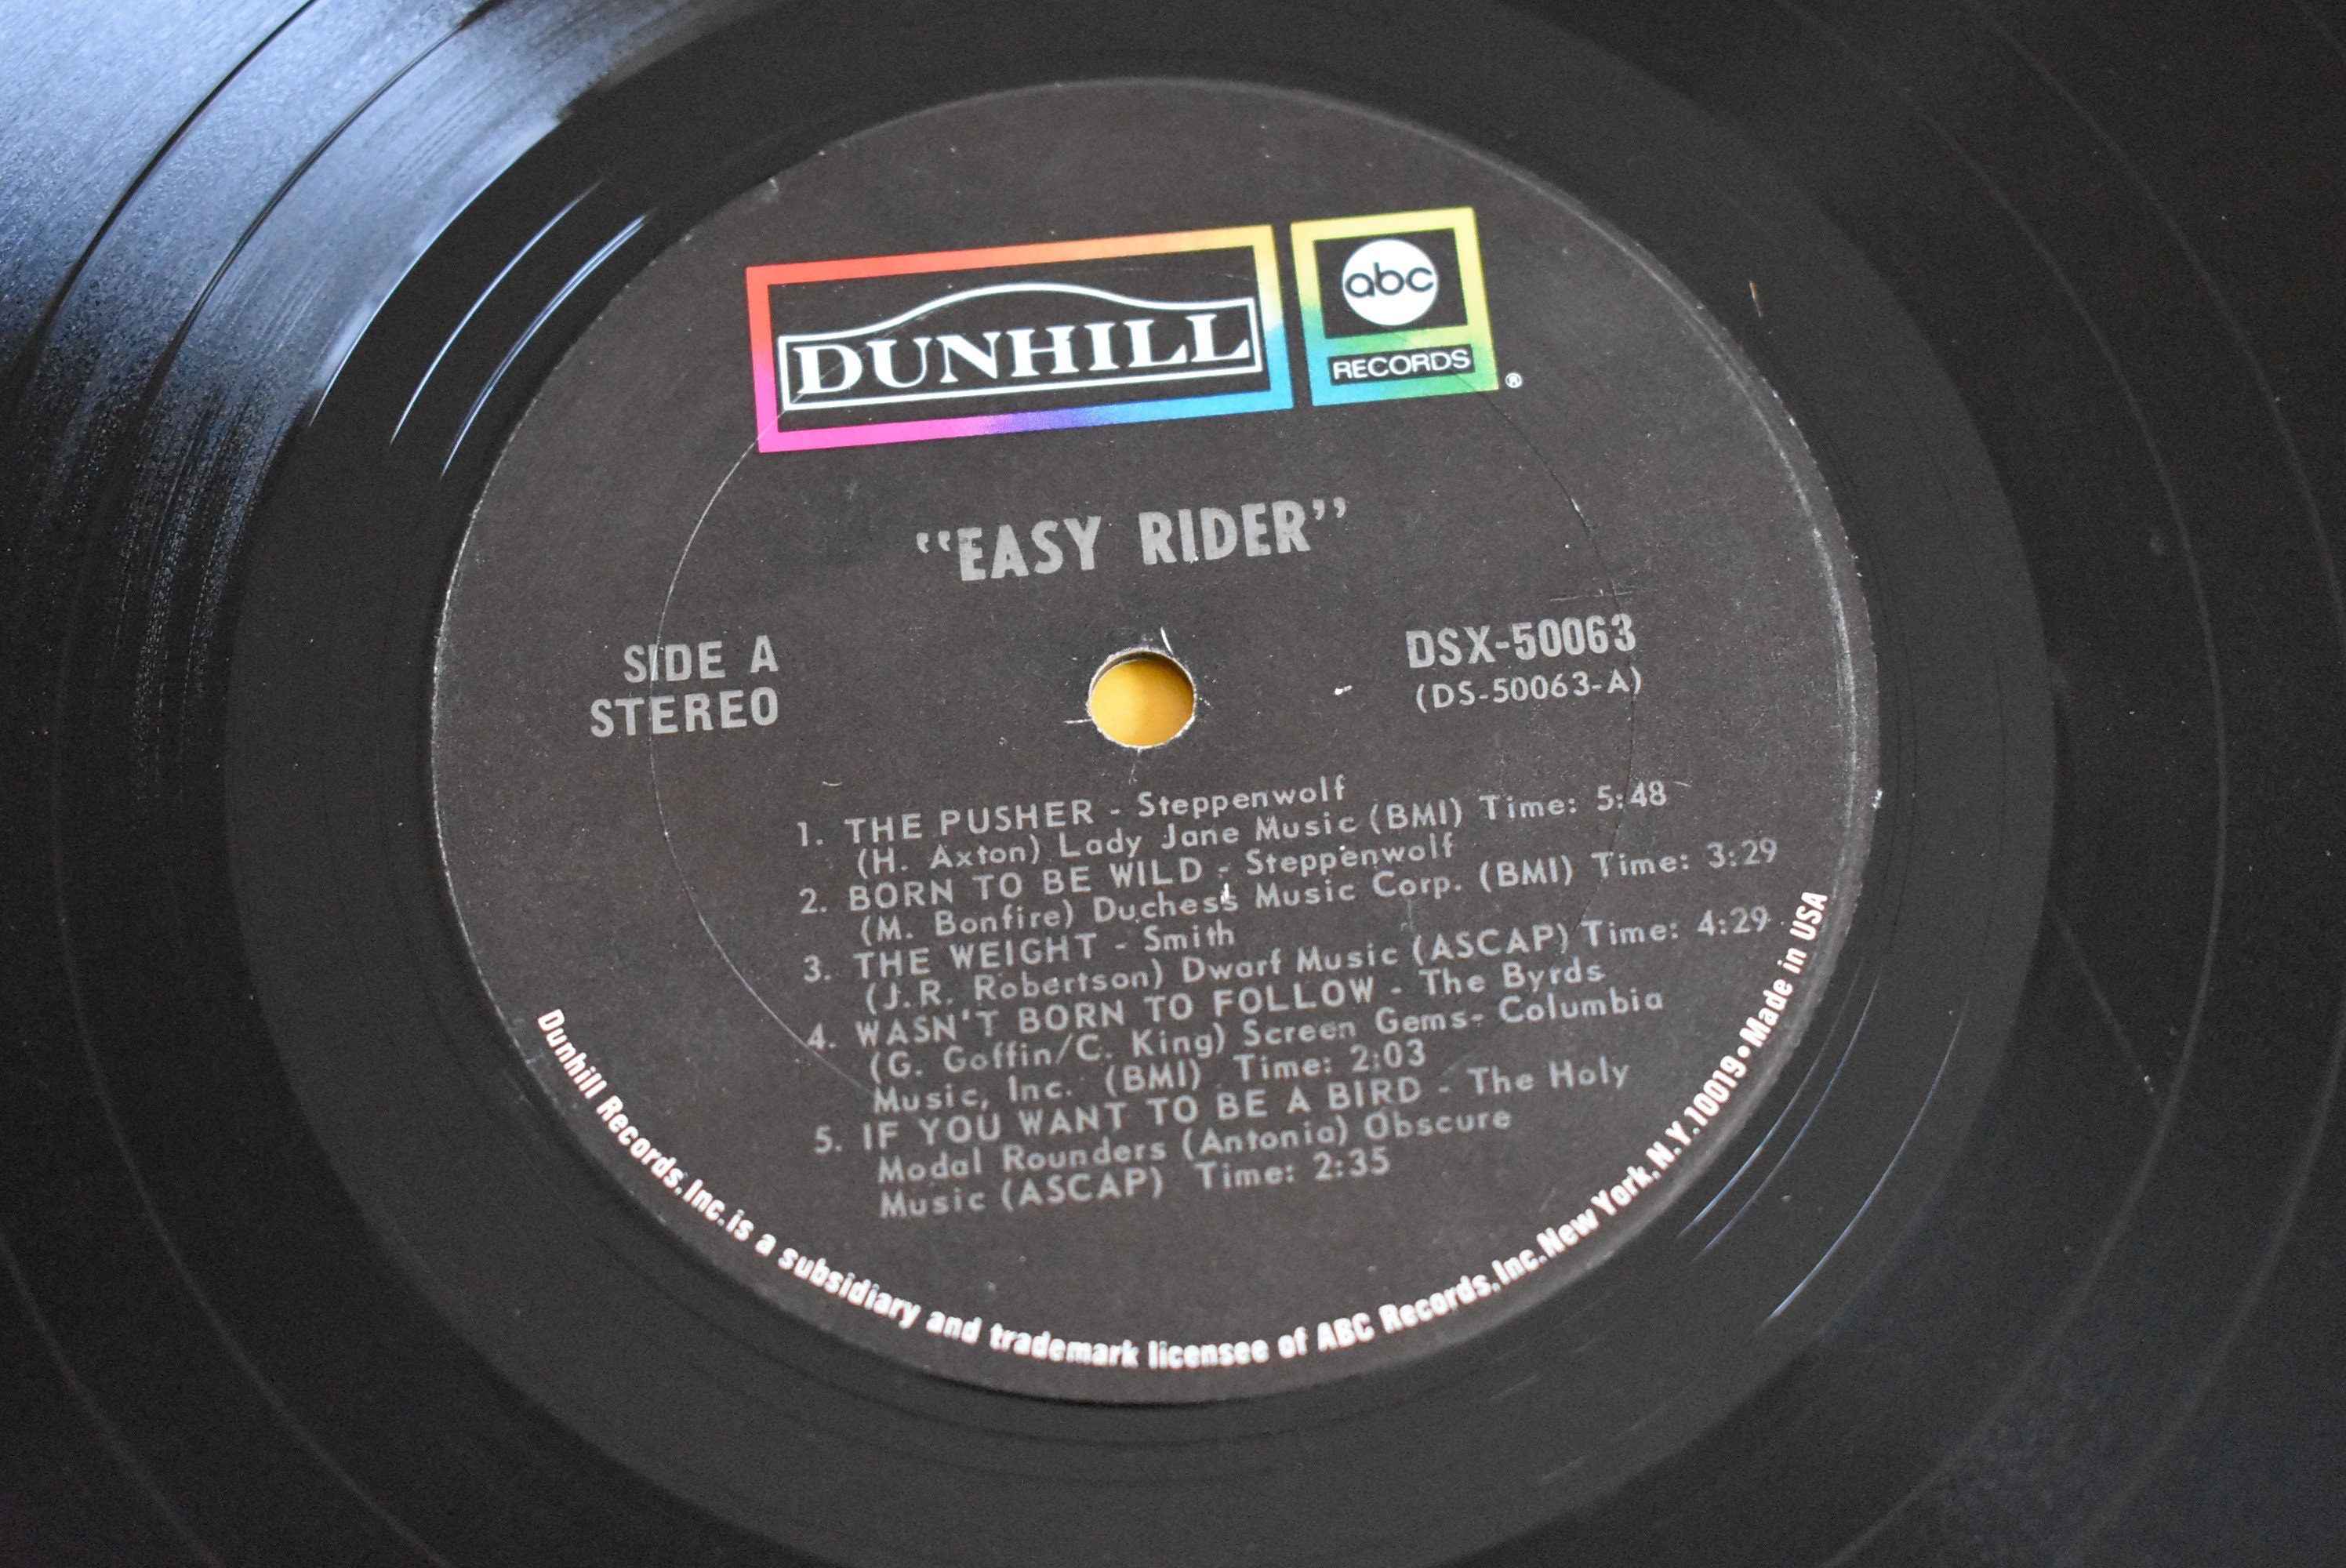 DUNHILL
abc
RECORDS
®
"EASY RIDER"
SIDE A
STEREO
DSX-50063
(DS-50063-A)
1. THE PUSHER - Steppenwolf
(H. Axton) Lady Jane Music (BMI) Time: 5:48
2. BORN TO BE WILD - Steppenwolf
(M. Bonfire) Duchess Music Corp. (BMI) Time: 3:29
3. THE WEIGHT - Smith
(J.R. Robertson) Dwarf Music (ASCAP) Time: 4:29
4. WASN'T BORN TO FOLLOW - The Byrds
(G. Goffin/C. King) Screen Gems- Columbia
Music, Inc. (BMI) Time: 2:03
5. IF YOU WANT TO BE A BIRD - The Holy
Modal Rounders (Antonia) Obscure
Music (ASCAP) Time: 2:35
Dunhill Records, Inc. is a subsidiary and trademark licensee of ABC Records, Inc. New York, N.Y. 10019 • Made in USA